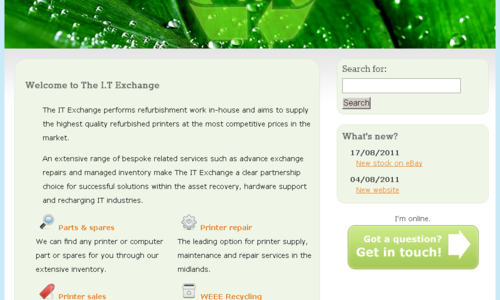 Welcome to The I.T Exchange
The IT Exchange performs refurbishment work in-house and aims to supply
the highest quality refurbished printers at the most competitive prices in the
market.
An extensive range of bespoke related services such as advance exchange
repairs and managed inventory make The IT Exchange a clear partnership
choice for successful solutions within the asset recovery, hardware support
and recharging IT industries.
Parts & spares
We can find any printer or computer
part or spares for you through our
extensive inventory.
Printer repair
The leading option for printer supply,
maintenance and repair services in the
midlands.
Printer sales
WEEE Recycling
Search for:
Search
What's new?
17/08/2011
New stock on eBay
04/08/2011
New website
I'm online.
Got a question?
Get in touch!